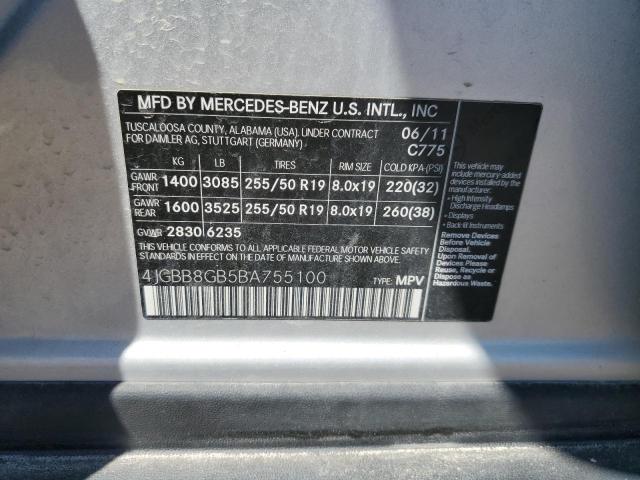 MFD BY MERCEDES-BENZ U.S. INTL., INC
TUSCALOOSA COUNTY, ALABAMA (USA). UNDER CONTRACT
FOR DAIMLER AG, STUTTGART (GERMANY)
06/11
C775
KG LB TIRES RIM SIZE COLD KPA-(PSI)
GAWR FRONT 1400 3085 255/50 R19 8.0x19 220(32)
GAWR REAR 1600 3525 255/50 R19 8.0x19 260(38)
GVWR 2830 6235
THIS VEHICLE CONFORMS TO ALL APPLICABLE FEDERAL MOTOR VEHICLE
SAFETY STANDARDS IN EFFECT ON THE DATE OF MANUFACTURE SHOWN ABOVE.
4JGBB8GB5BA755100
TYPE: MPV
This vehicle may
include mercury-added
devices installed by the
manufacturer:
• High Intensity
Discharge Headlamps
• Displays
• Back lit Instruments
Remove Devices
Before Vehicle
Disposal.
Upon Removal
of Devices
Please Reuse,
Recycle or
Dispose as
Hazardous Waste.